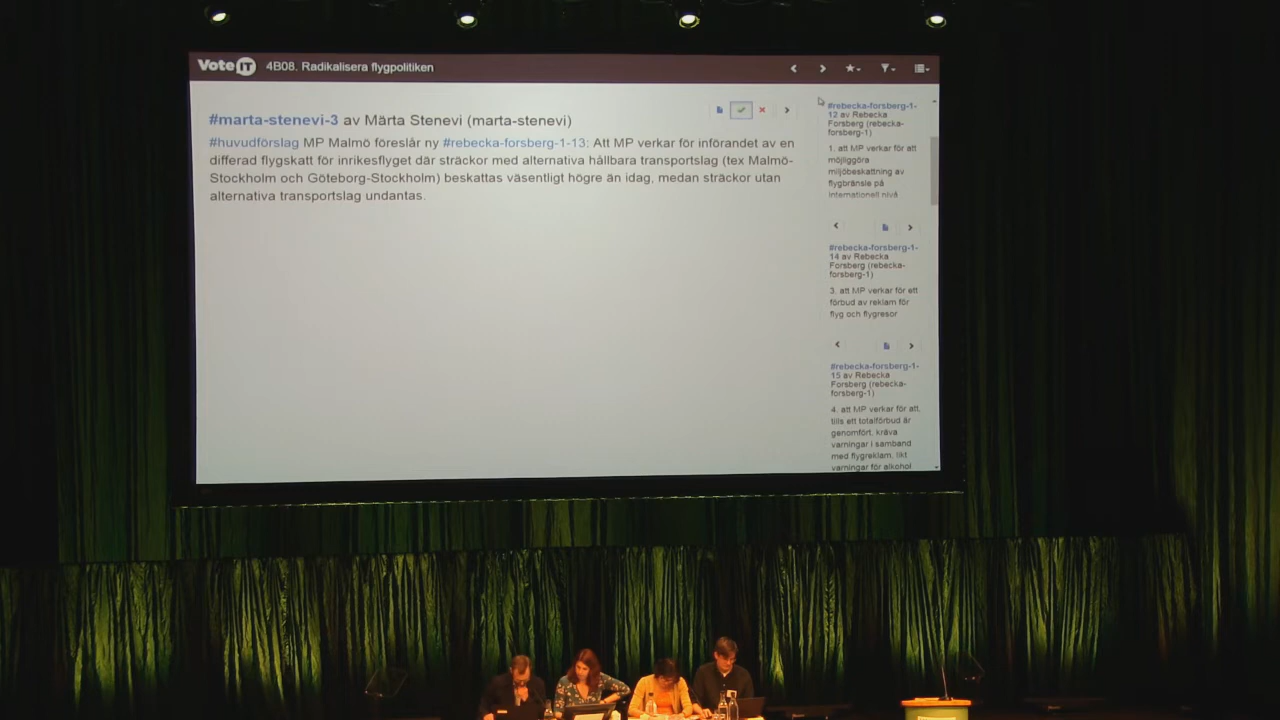 VoteIT 4B08. Radikalisera flygpolitiken
#marta-stenevi-3 av Märta Stenevi (marta-stenevi)
#huvudförslag MP Malmö föreslår ny #rebecka-forsberg-1-13: Att MP verkar för införandet av en
differad flygskatt för inrikesflyget där sträckor med alternativa hållbara transportslag (tex Malmö-
Stockholm och Göteborg-Stockholm) beskattas väsentligt högre än idag, medan sträckor utan
alternativa transportslag undantas.
#rebecka-forsberg-1-
12 av Rebecka
Forsberg (rebecka-
forsberg-1)
1. att MP verkar för att
möjliggöra
miljöbeskattning av
flygbränsle på
internationell nivå
#rebecka-forsberg-1-
14 av Rebecka
Forsberg (rebecka-
forsberg-1)
3. att MP verkar för ett
förbud av reklam för
flyg och flygresor
#rebecka-forsberg-1-
15 av Rebecka
Forsberg (rebecka-
forsberg-1)
4. att MP verkar för att,
tills ett totalförbud är
genomfört, kräva
varningar i samband
med flygreklam, likt
varningar för alkohol